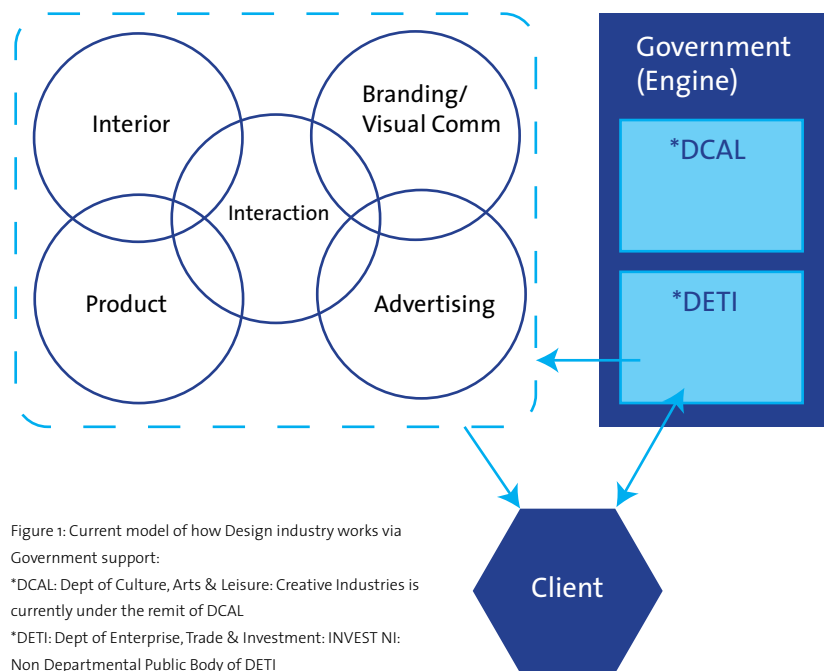 Interior
Branding/
Visual Comm
Interaction
Product
Advertising
Government
(Engine)
*DCAL
*DETI
Client
Figure 1: Current model of how Design industry works via
Government support:
*DCAL: Dept of Culture, Arts & Leisure: Creative Industries is
currently under the remit of DCAL
*DETI: Dept of Enterprise, Trade & Investment: INVEST NI:
Non Departmental Public Body of DETI